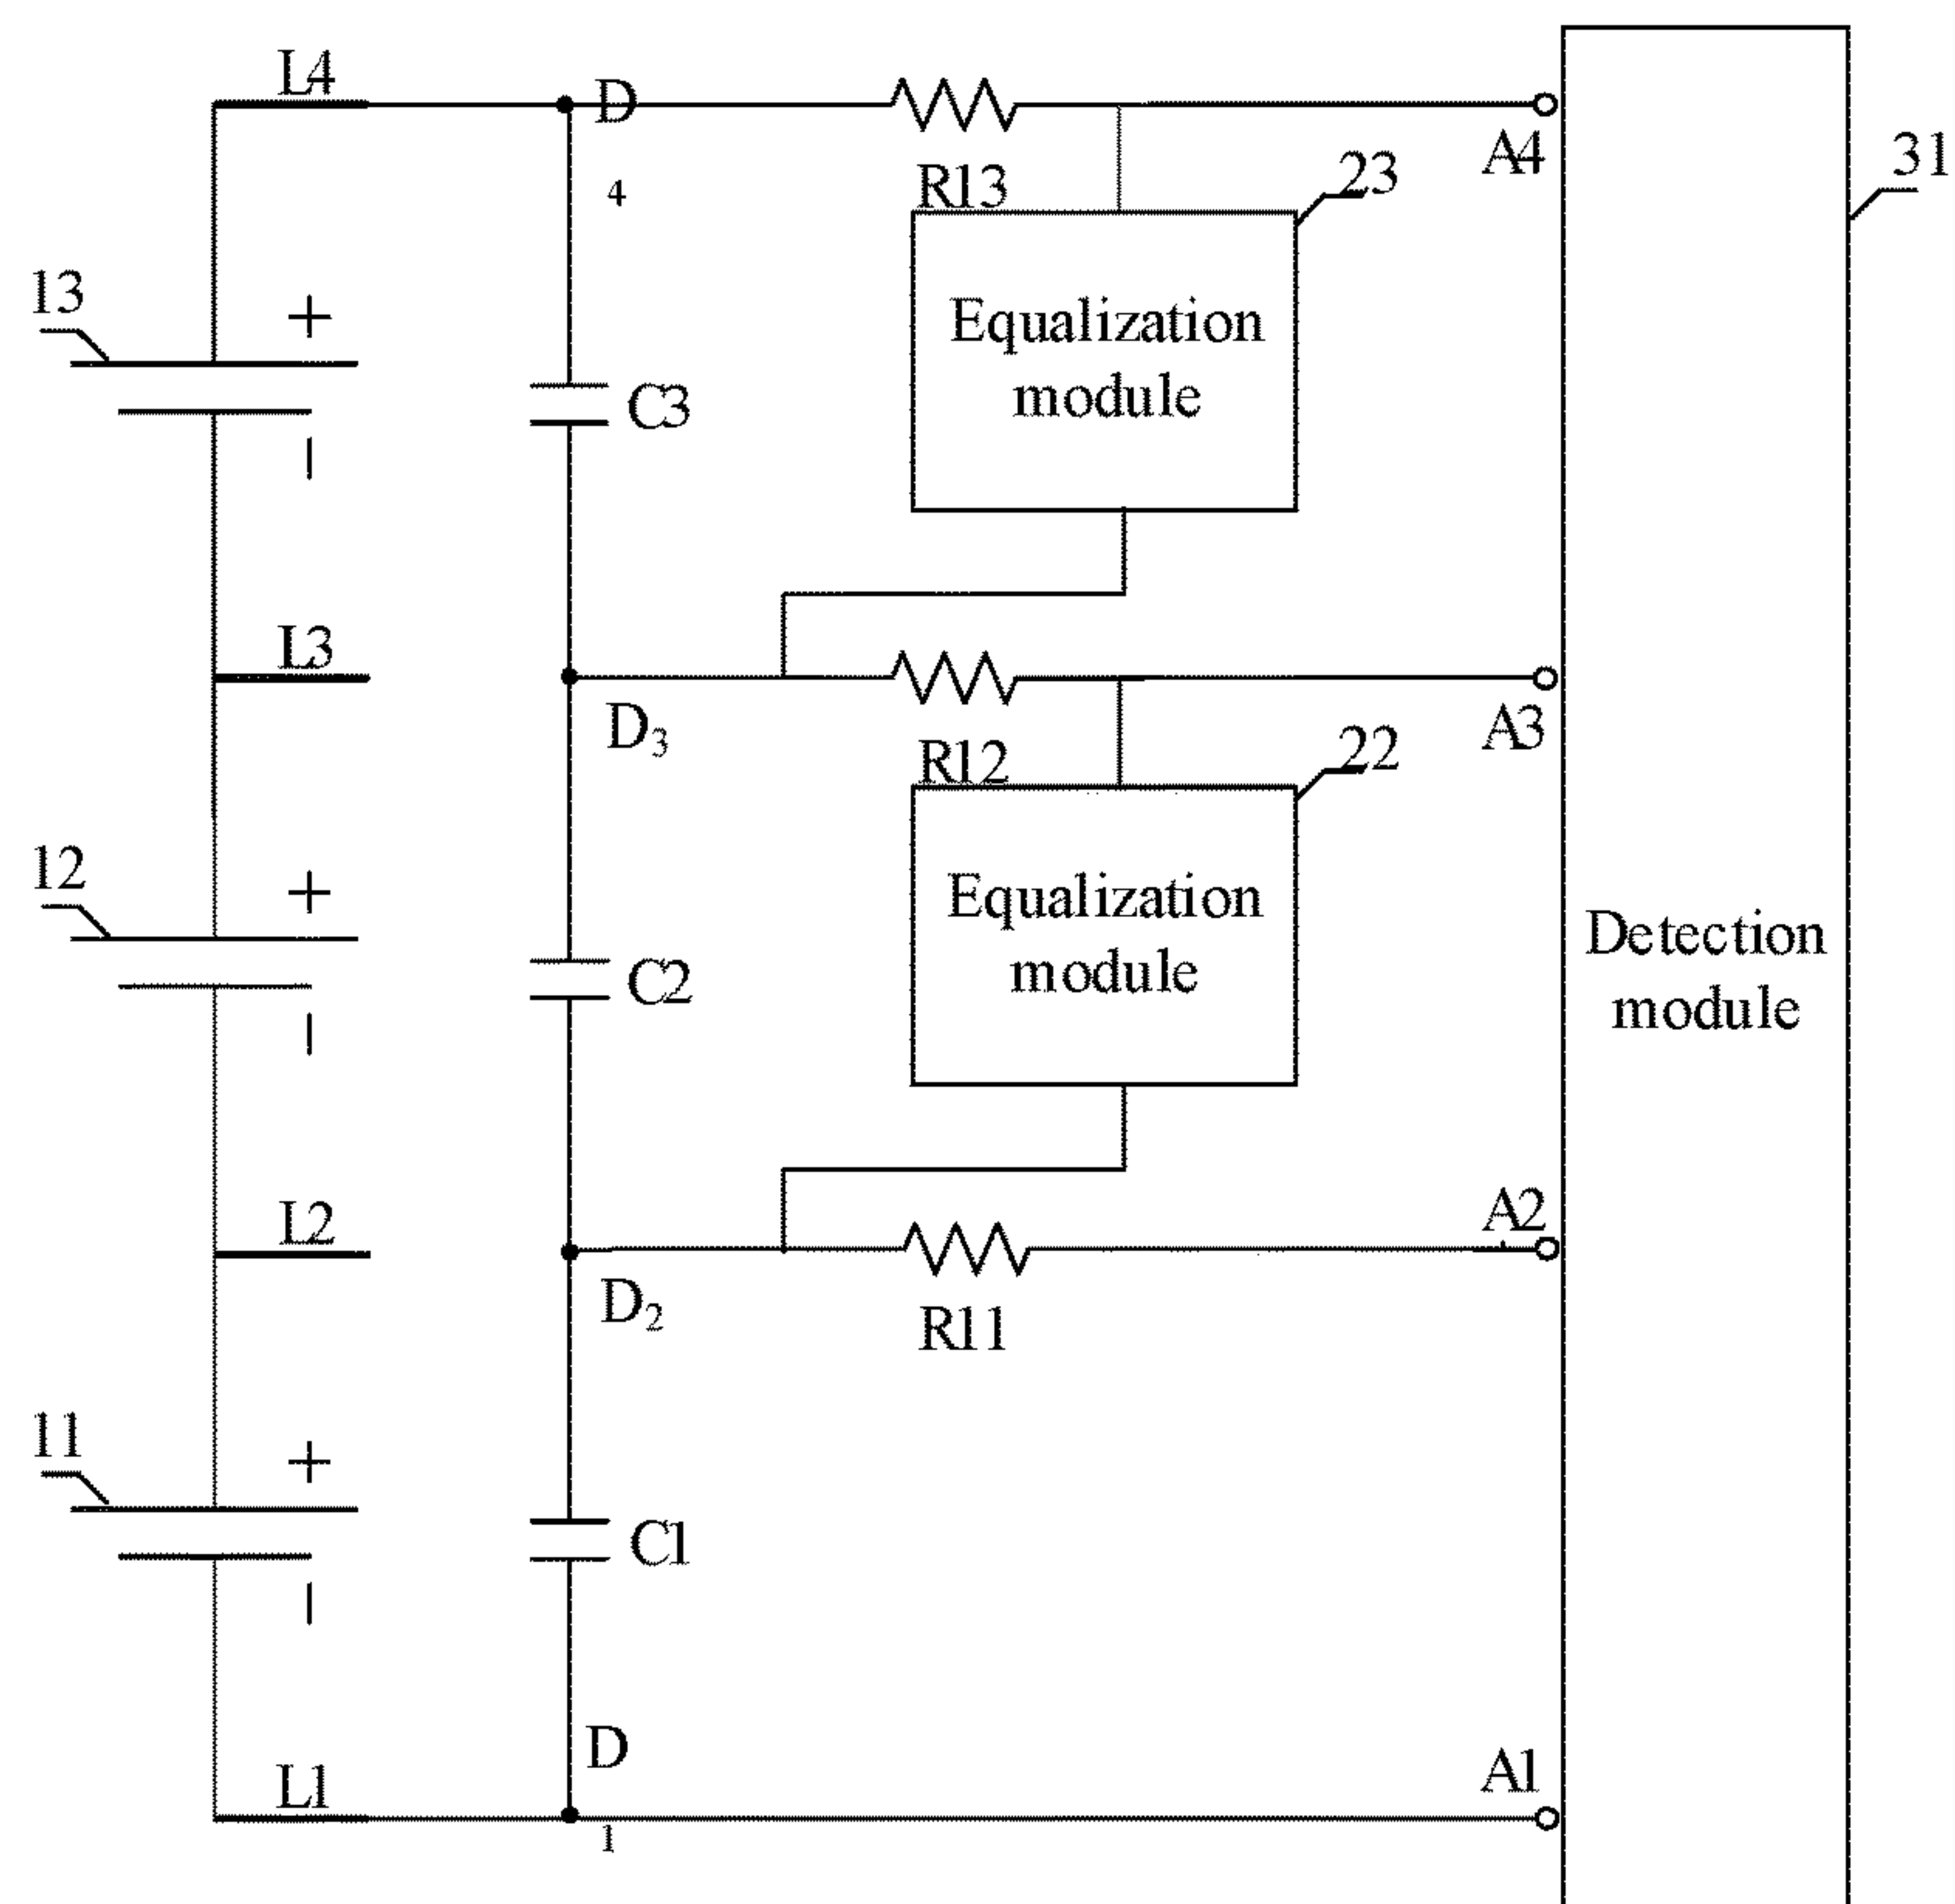 L4
D
4
A4
R13
23
31
13
+
Equalization
module
C3
−
L3
D3
R12
A3
22
12
+
Equalization
module
C2
Detection
module
−
L2
A2
D2
R11
11
+
C1
−
D
L1
A1
1